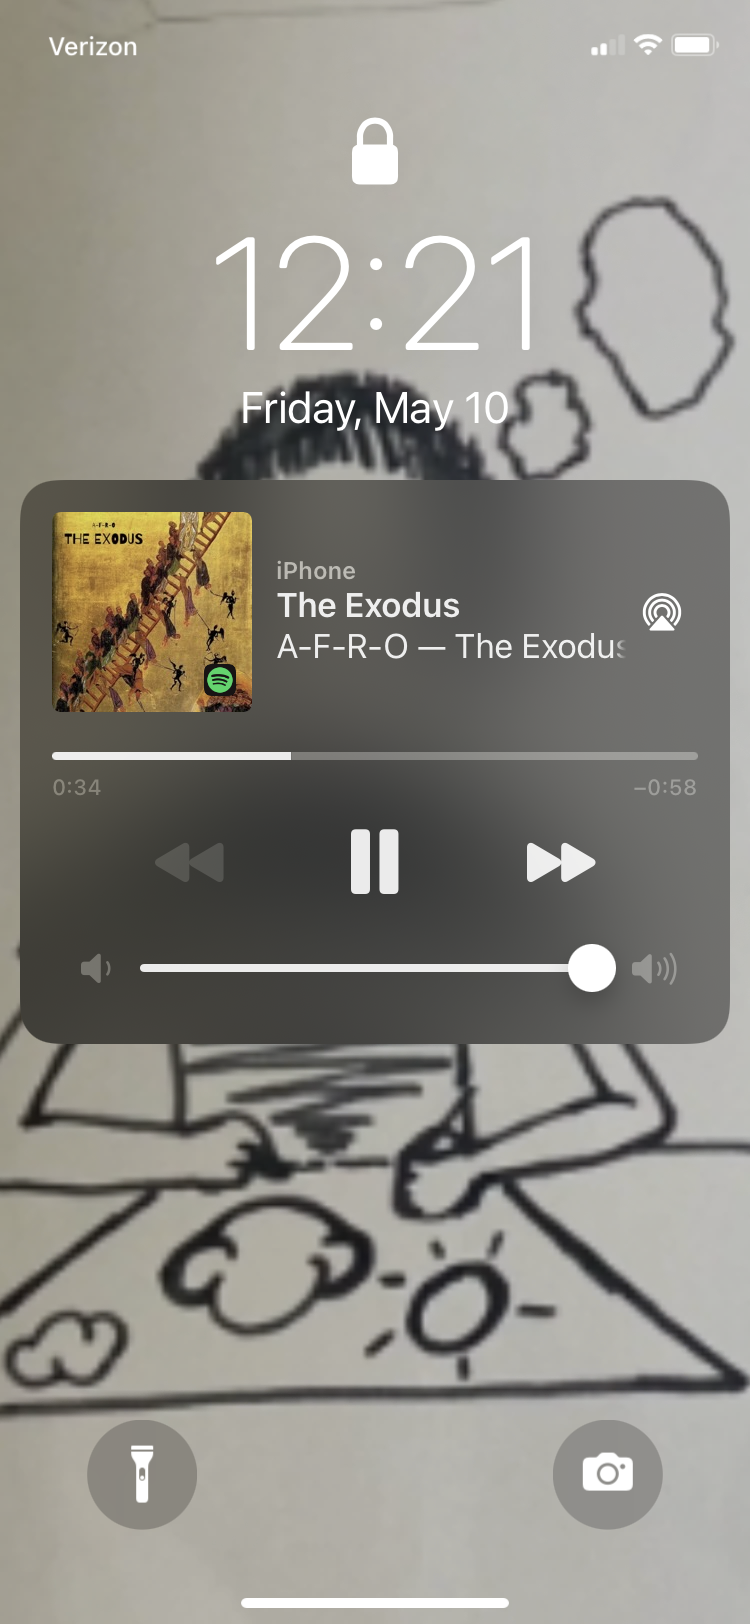 Verizon
12:21
Friday, May 10
A-F-R-O
THE EXODUS
iPhone
The Exodus
A-F-R-O — The Exodus
0:34
−0:58